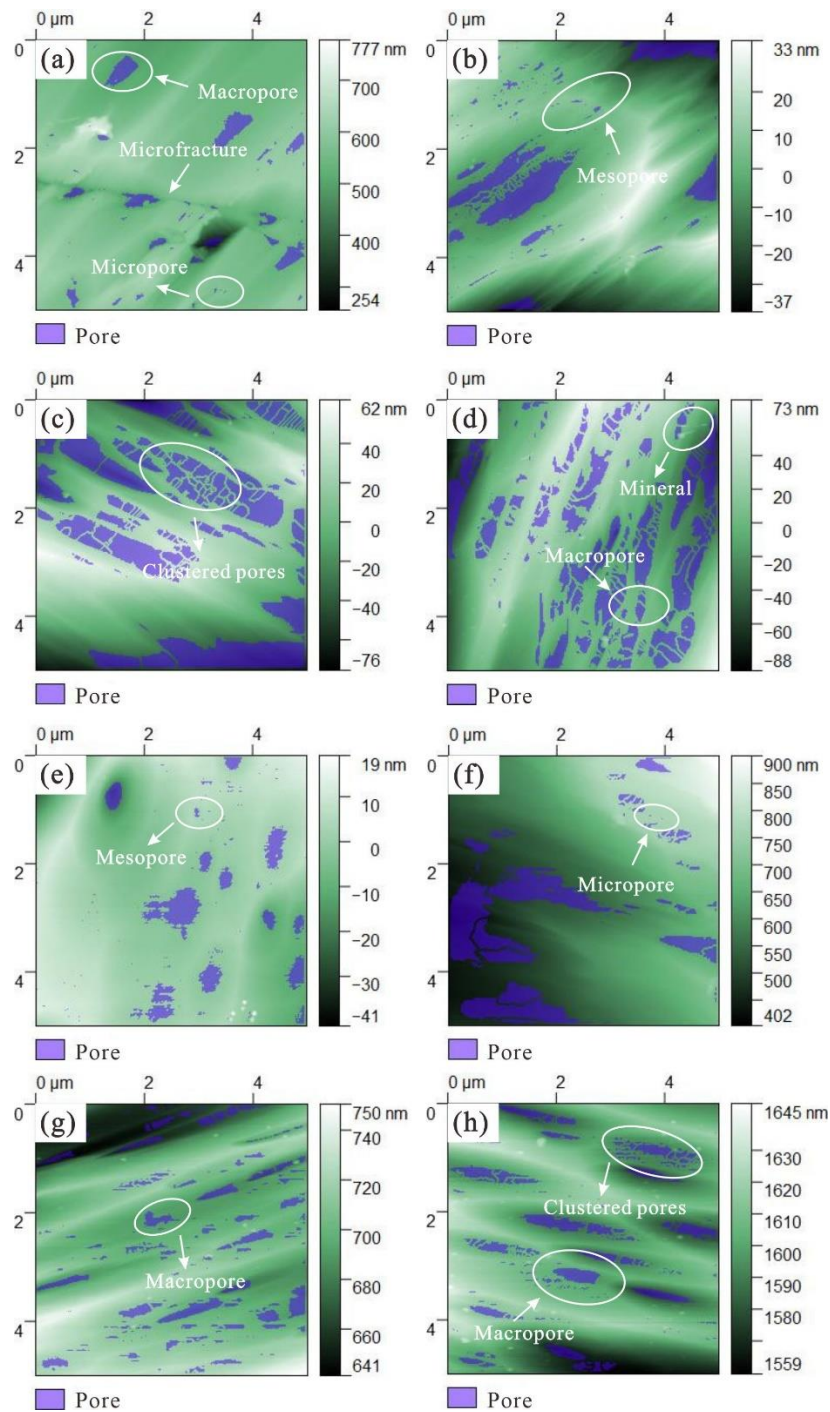 0 µm 2 4
0 2 4
(a)
Macropore
Microfracture
Micropore
777 nm
700
600
500
400
254
Pore
0 µm 2 4
0 2 4
(b)
Mesopore
33 nm
20
10
0
−10
−20
−37
Pore
0 µm 2 4
0 2 4
(c)
Clustered pores
62 nm
40
20
0
−20
−40
−76
Pore
0 µm 2 4
0 2 4
(d)
Mineral
Macropore
73 nm
40
20
0
−20
−40
−60
−88
Pore
0 µm 2 4
0 2 4
(e)
Mesopore
19 nm
10
0
−10
−20
−30
−41
Pore
0 µm 2 4
0 2 4
(f)
Micropore
900 nm
850
800
750
700
650
600
550
500
402
Pore
0 µm 2 4
0 2 4
(g)
Macropore
750 nm
740
720
700
680
660
641
Pore
0 µm 2 4
0 2 4
(h)
Clustered pores
Macropore
1645 nm
1630
1620
1610
1600
1590
1580
1559
Pore